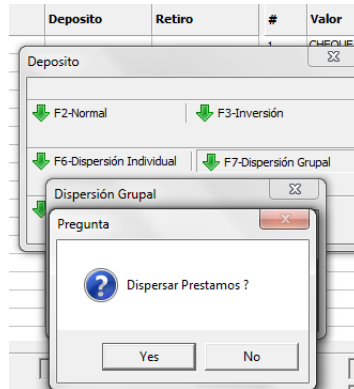 Deposito Retiro # Valor
1 CHEQUE
Deposito
F2-Normal F3-Inversión
F6-Dispersión Individual F7-Dispersión Grupal
Dispersión Grupal
Pregunta
Dispersar Prestamos ?
Yes No